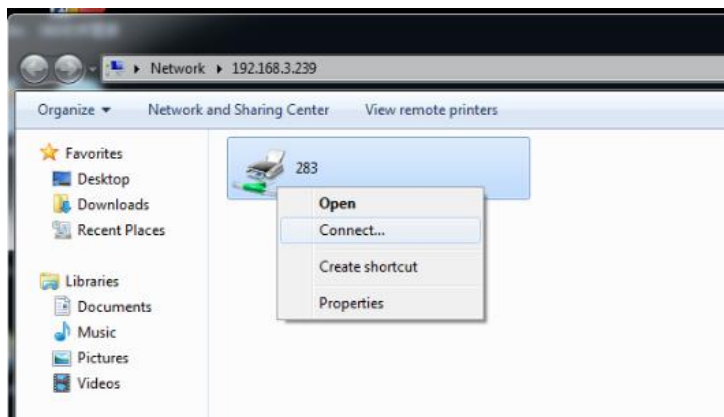 Network ▸ 192.168.3.239
Organize ▾ Network and Sharing Center View remote printers
Favorites
Desktop
Downloads
Recent Places
Libraries
Documents
Music
Pictures
Videos
283
Open
Connect...
Create shortcut
Properties